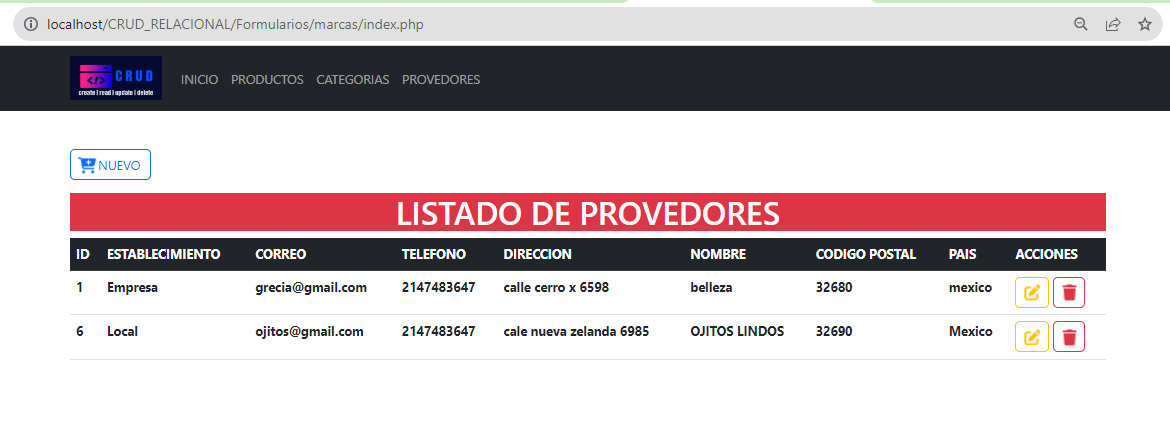 localhost/CRUD_RELACIONAL/Formularios/marcas/index.php
</> CRUD
create | read | update | delete
INICIO PRODUCTOS CATEGORIAS PROVEDORES
NUEVO
LISTADO DE PROVEDORES
ID ESTABLECIMIENTO CORREO TELEFONO DIRECCION NOMBRE CODIGO POSTAL PAIS ACCIONES
1 Empresa grecia@gmail.com 2147483647 calle cerro x 6598 belleza 32680 mexico
6 Local ojitos@gmail.com 2147483647 cale nueva zelanda 6985 OJITOS LINDOS 32690 Mexico